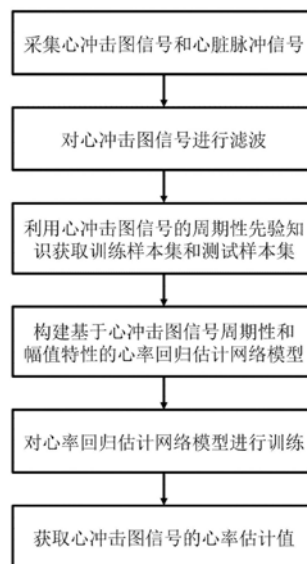 采集心冲击图信号和心脏脉冲信号
对心冲击图信号进行滤波
利用心冲击图信号的周期性先验知
识获取训练样本集和测试样本集
构建基于心冲击图信号周期性和
幅值特性的心率回归估计网络模型
对心率回归估计网络模型进行训练
获取心冲击图信号的心率估计值